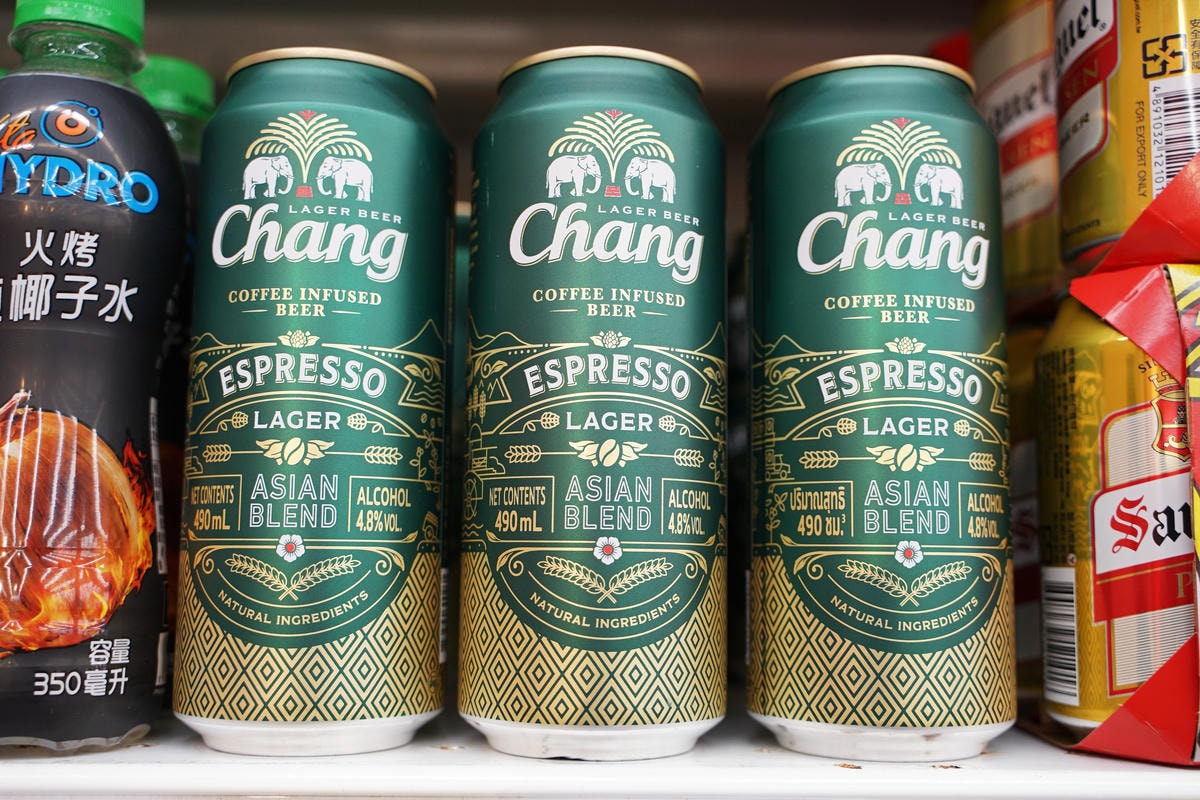 HYDRO
火烤
椰子水
容量
350毫升
LAGER BEER
Chang
COFFEE INFUSED
BEER
ESPRESSO
LAGER
NET CONTENTS
490 mL
ASIAN
BLEND
ALCOHOL
4.8% VOL.
NATURAL INGREDIENTS
LAGER BEER
Chang
COFFEE INFUSED
BEER
ESPRESSO
LAGER
NET CONTENTS
490 mL
ASIAN
BLEND
ALCOHOL
4.8% VOL.
NATURAL INGREDIENTS
LAGER BEER
Chang
COFFEE INFUSED
BEER
ESPRESSO
LAGER
ปริมาณสุทธิ
490 ซม³
ASIAN
BLEND
ALCOHOL
4.8% VOL.
NATURAL INGREDIENTS
FOR EXPORT ONLY